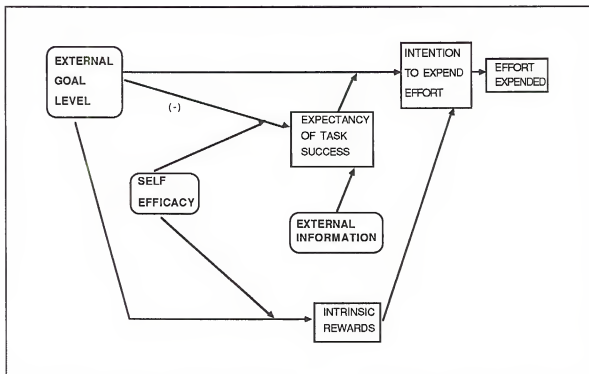 EXTERNAL
GOAL
LEVEL
(-)
INTENTION
TO EXPEND
EFFORT
EFFORT
EXPENDED
EXPECTANCY
OF TASK
SUCCESS
SELF
EFFICACY
EXTERNAL
INFORMATION
INTRINSIC
REWARDS